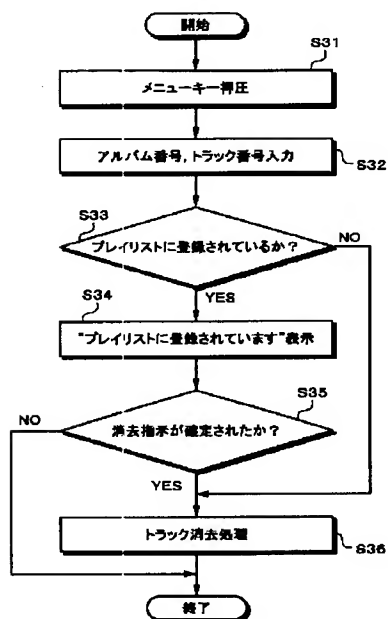 開始
S31
メニューキー押圧
アルバム番号,トラック番号入力
S32
S33
プレイリストに登録されているか?
NO
YES
S34
"プレイリストに登録されています"表示
S35
消去指示が確定されたか?
NO
YES
トラック消去処理
S36
終了